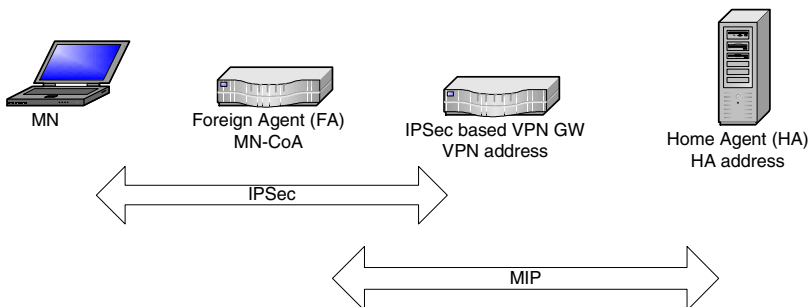 MN
Foreign Agent (FA)
MN-CoA
IPSec based VPN GW
VPN address
Home Agent (HA)
HA address
IPSec
MIP